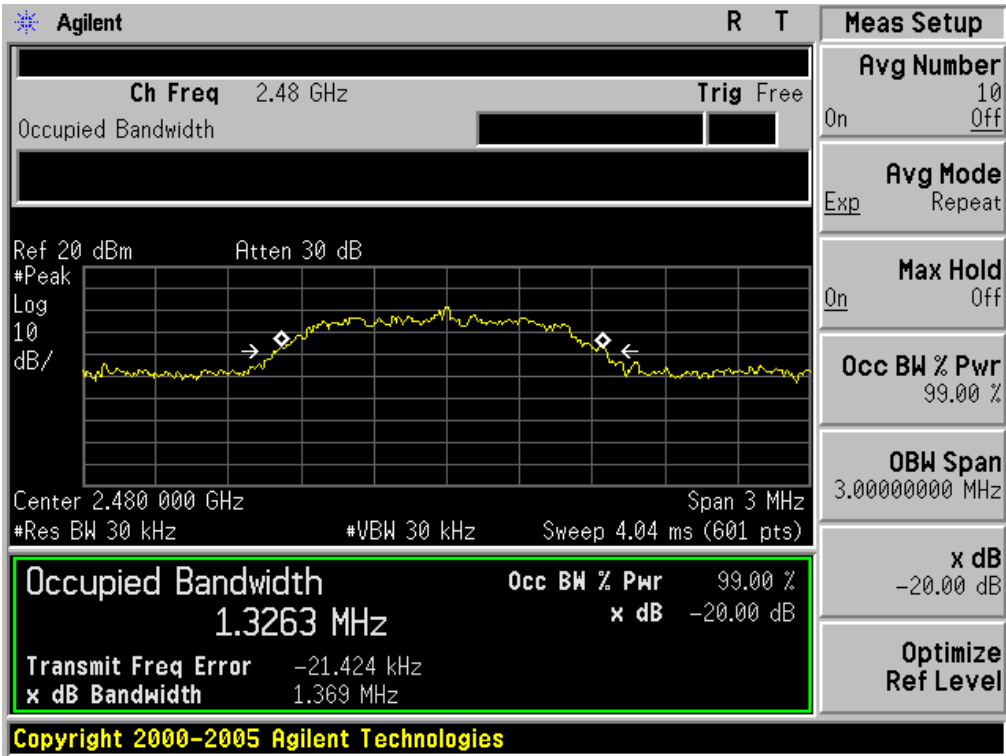 Agilent R T
Ch Freq 2.48 GHz Trig Free
Occupied Bandwidth
Ref 20 dBm Atten 30 dB
#Peak
Log
10
dB/
Center 2.480 000 GHz Span 3 MHz
#Res BW 30 kHz #VBW 30 kHz Sweep 4.04 ms (601 pts)
Occupied Bandwidth Occ BW % Pwr 99.00 %
1.3263 MHz x dB -20.00 dB
Transmit Freq Error -21.424 kHz
x dB Bandwidth 1.369 MHz
Copyright 2000-2005 Agilent Technologies
Meas Setup
Avg Number
10
On Off
Avg Mode
Exp Repeat
Max Hold
On Off
Occ BW % Pwr
99.00 %
OBW Span
3.00000000 MHz
x dB
-20.00 dB
Optimize
Ref Level